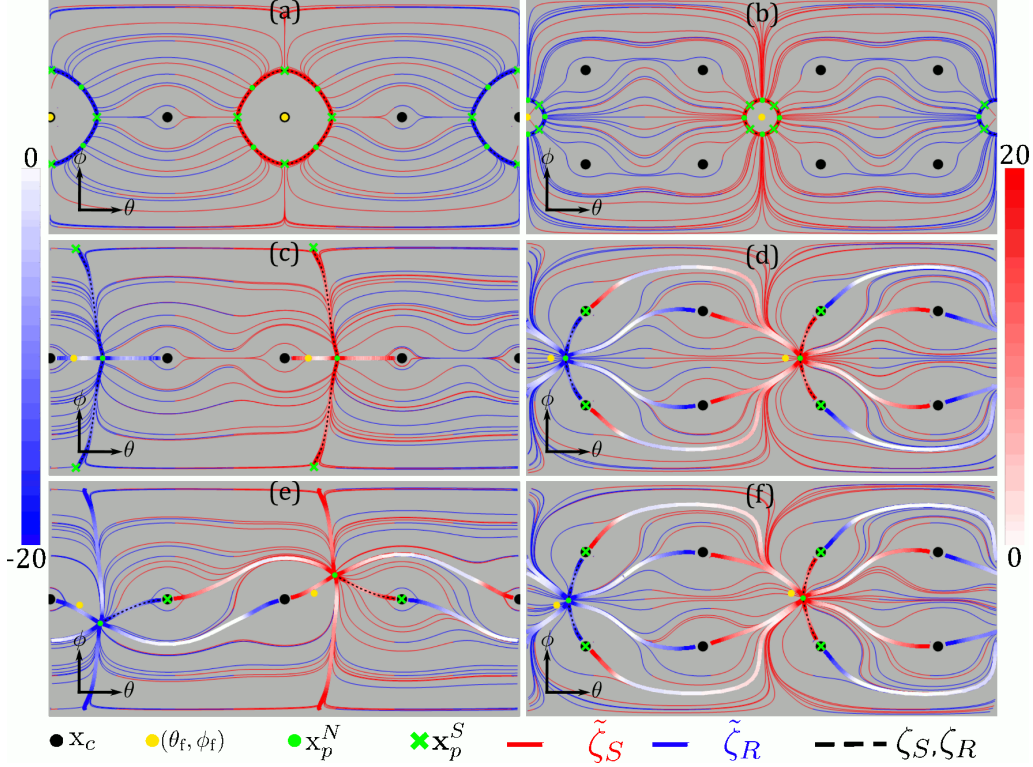 (a)
(b)
0
20
ϕ
θ
ϕ
θ
(c)
(d)
ϕ
θ
ϕ
θ
(e)
(f)
-20
0
ϕ
θ
ϕ
θ
x_c
(θ_f, ϕ_f)
x_p^N
x_p^S
ζ̃_S
ζ̃_R
ζ_S, ζ_R